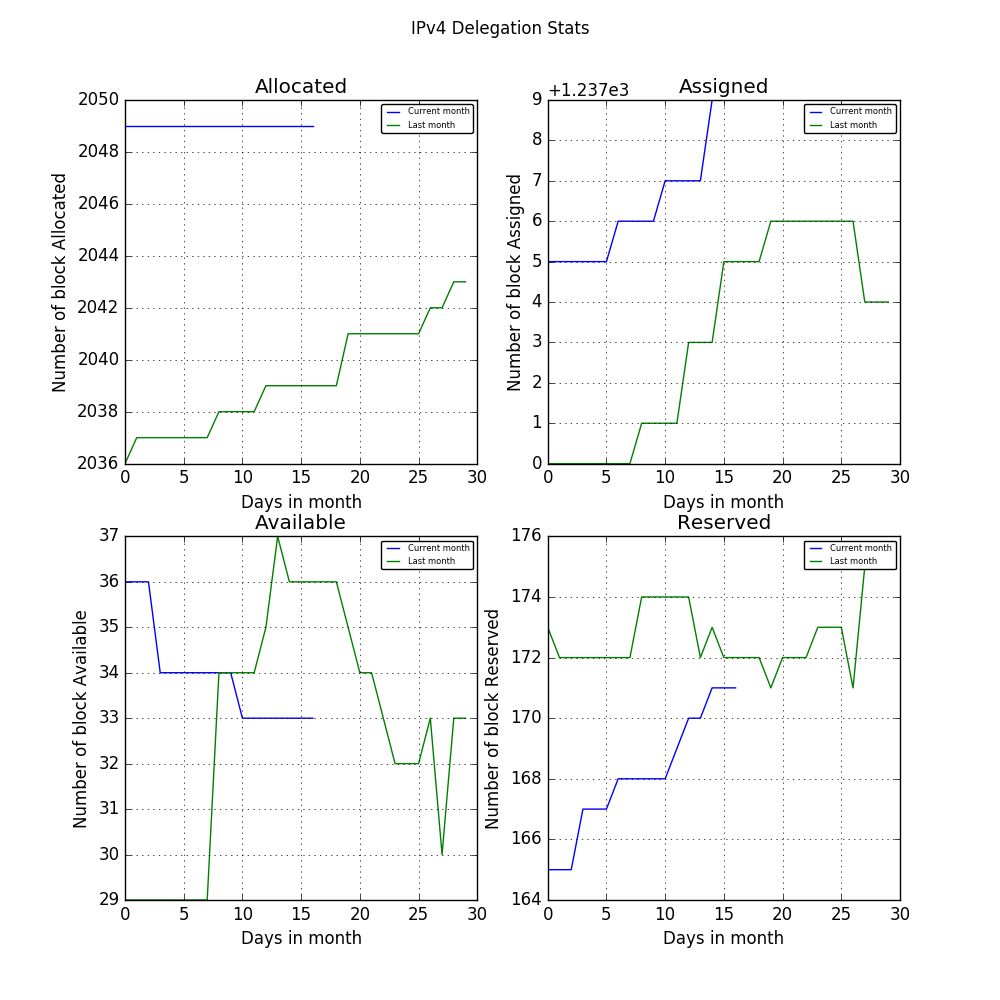 IPv4 Delegation Stats
Allocated
Number of block Allocated
2050
2048
2046
2044
2042
2040
2038
2036
Current month
Last month
0 5 10 15 20 25 30
Days in month
+1.237e3
Assigned
Number of block Assigned
9
8
7
6
5
4
3
2
1
0
Current month
Last month
0 5 10 15 20 25 30
Days in month
Available
Number of block Available
37
36
35
34
33
32
31
30
29
Current month
Last month
0 5 10 15 20 25 30
Days in month
Reserved
Number of block Reserved
176
174
172
170
168
166
164
Current month
Last month
0 5 10 15 20 25 30
Days in month